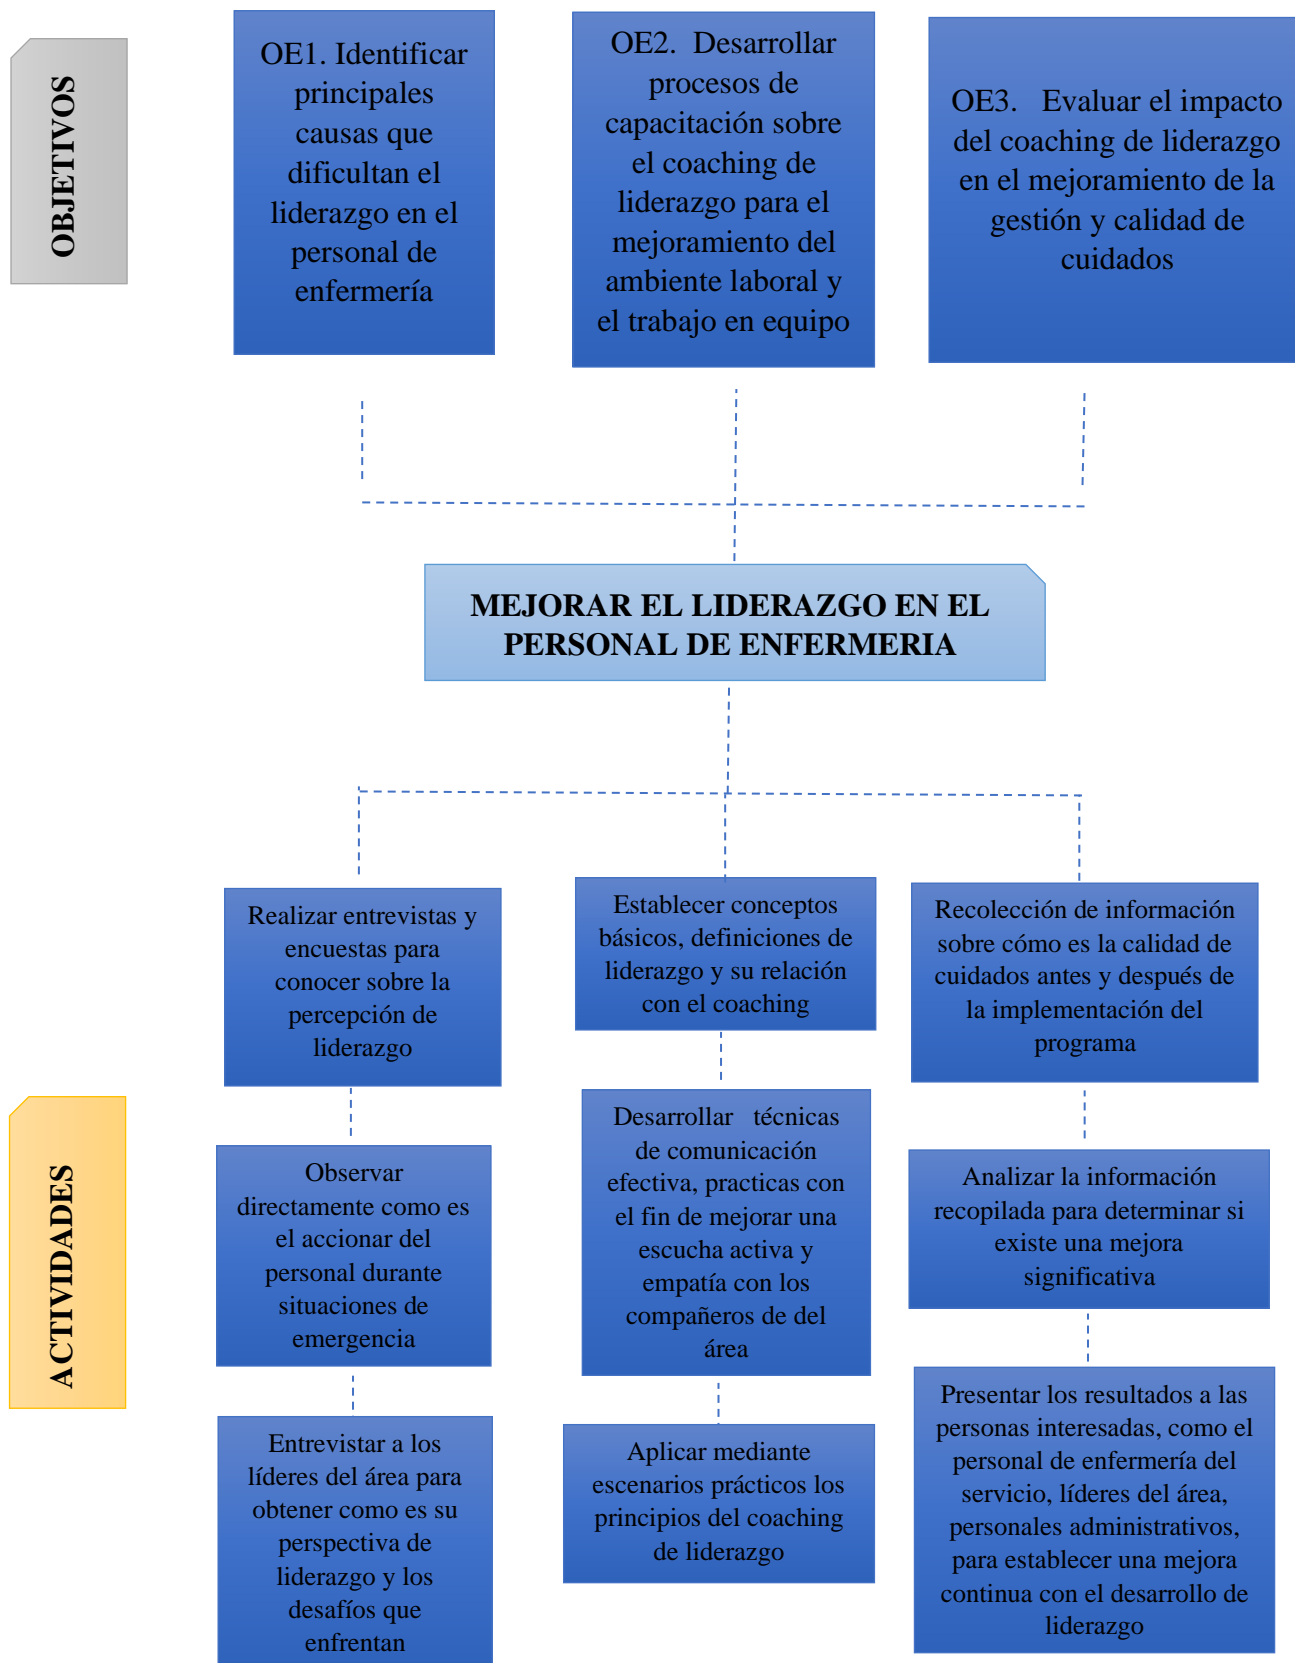 OBJETIVOS
OE1. Identificar
principales
causas que
dificultan el
liderazgo en el
personal de
enfermería
OE2. Desarrollar
procesos de
capacitación sobre
el coaching de
liderazgo para el
mejoramiento del
ambiente laboral y
el trabajo en equipo
OE3. Evaluar el impacto
del coaching de liderazgo
en el mejoramiento de la
gestión y calidad de
cuidados
MEJORAR EL LIDERAZGO EN EL
PERSONAL DE ENFERMERIA
ACTIVIDADES
Realizar entrevistas y
encuestas para
conocer sobre la
percepción de
liderazgo
Observar
directamente como es
el accionar del
personal durante
situaciones de
emergencia
Entrevistar a los
líderes del área para
obtener como es su
perspectiva de
liderazgo y los
desafíos que
enfrentan
Establecer conceptos
básicos, definiciones de
liderazgo y su relación
con el coaching
Desarrollar técnicas
de comunicación
efectiva, practicas con
el fin de mejorar una
escucha activa y
empatía con los
compañeros de del
área
Aplicar mediante
escenarios prácticos los
principios del coaching
de liderazgo
Recolección de información
sobre cómo es la calidad de
cuidados antes y después de
la implementación del
programa
Analizar la información
recopilada para determinar si
existe una mejora
significativa
Presentar los resultados a las
personas interesadas, como el
personal de enfermería del
servicio, líderes del área,
personales administrativos,
para establecer una mejora
continua con el desarrollo de
liderazgo